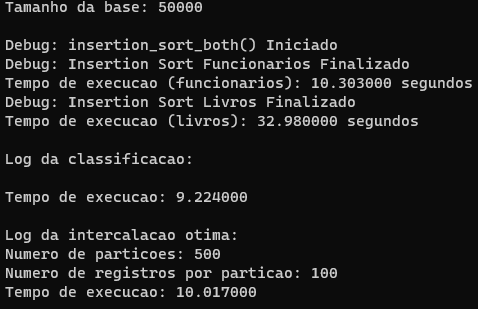 Tamanho da base: 50000
Debug: insertion_sort_both() Iniciado
Debug: Insertion Sort Funcionarios Finalizado
Tempo de execucao (funcionarios): 10.303000 segundos
Debug: Insertion Sort Livros Finalizado
Tempo de execucao (livros): 32.980000 segundos
Log da classificacao:
Tempo de execucao: 9.224000
Log da intercalacao otima:
Numero de particoes: 500
Numero de registros por particao: 100
Tempo de execucao: 10.017000